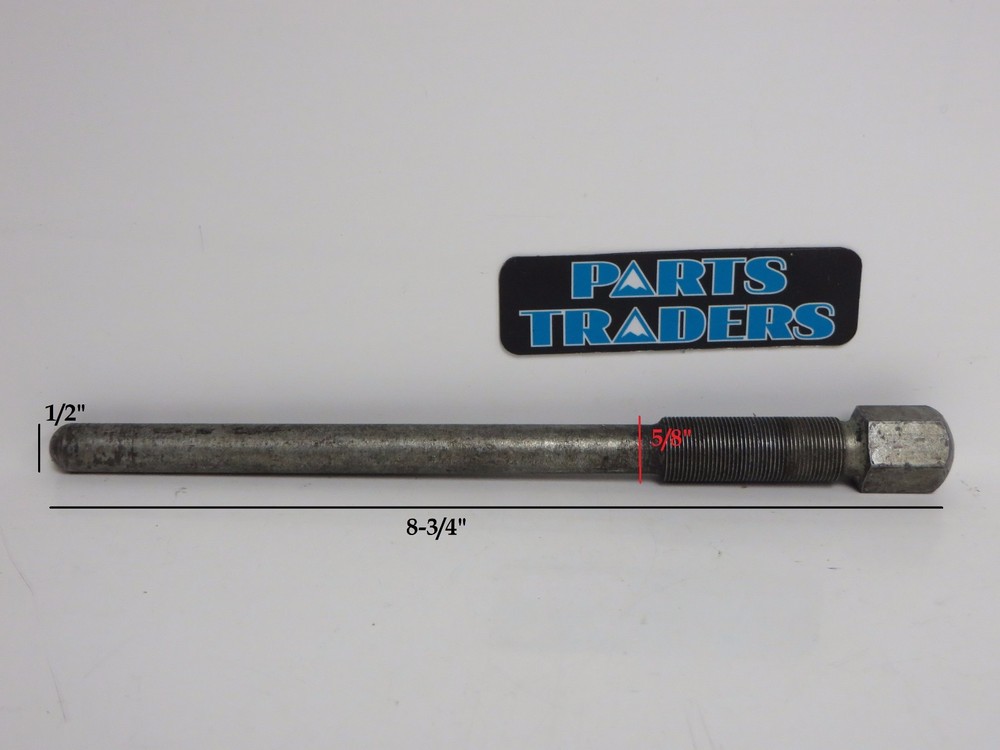 PARTS
TRADERS
1/2"
5/8"
8-3/4"